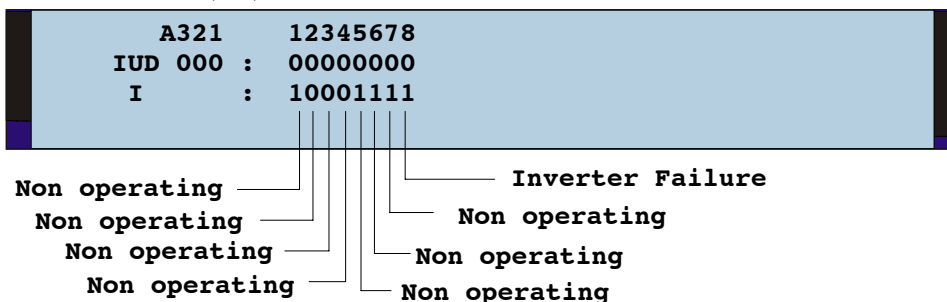 A321 12345678
IUD 000 : 00000000
I : 10001111
Non operating
Inverter Failure
Non operating
Non operating
Non operating
Non operating
Non operating
Non operating